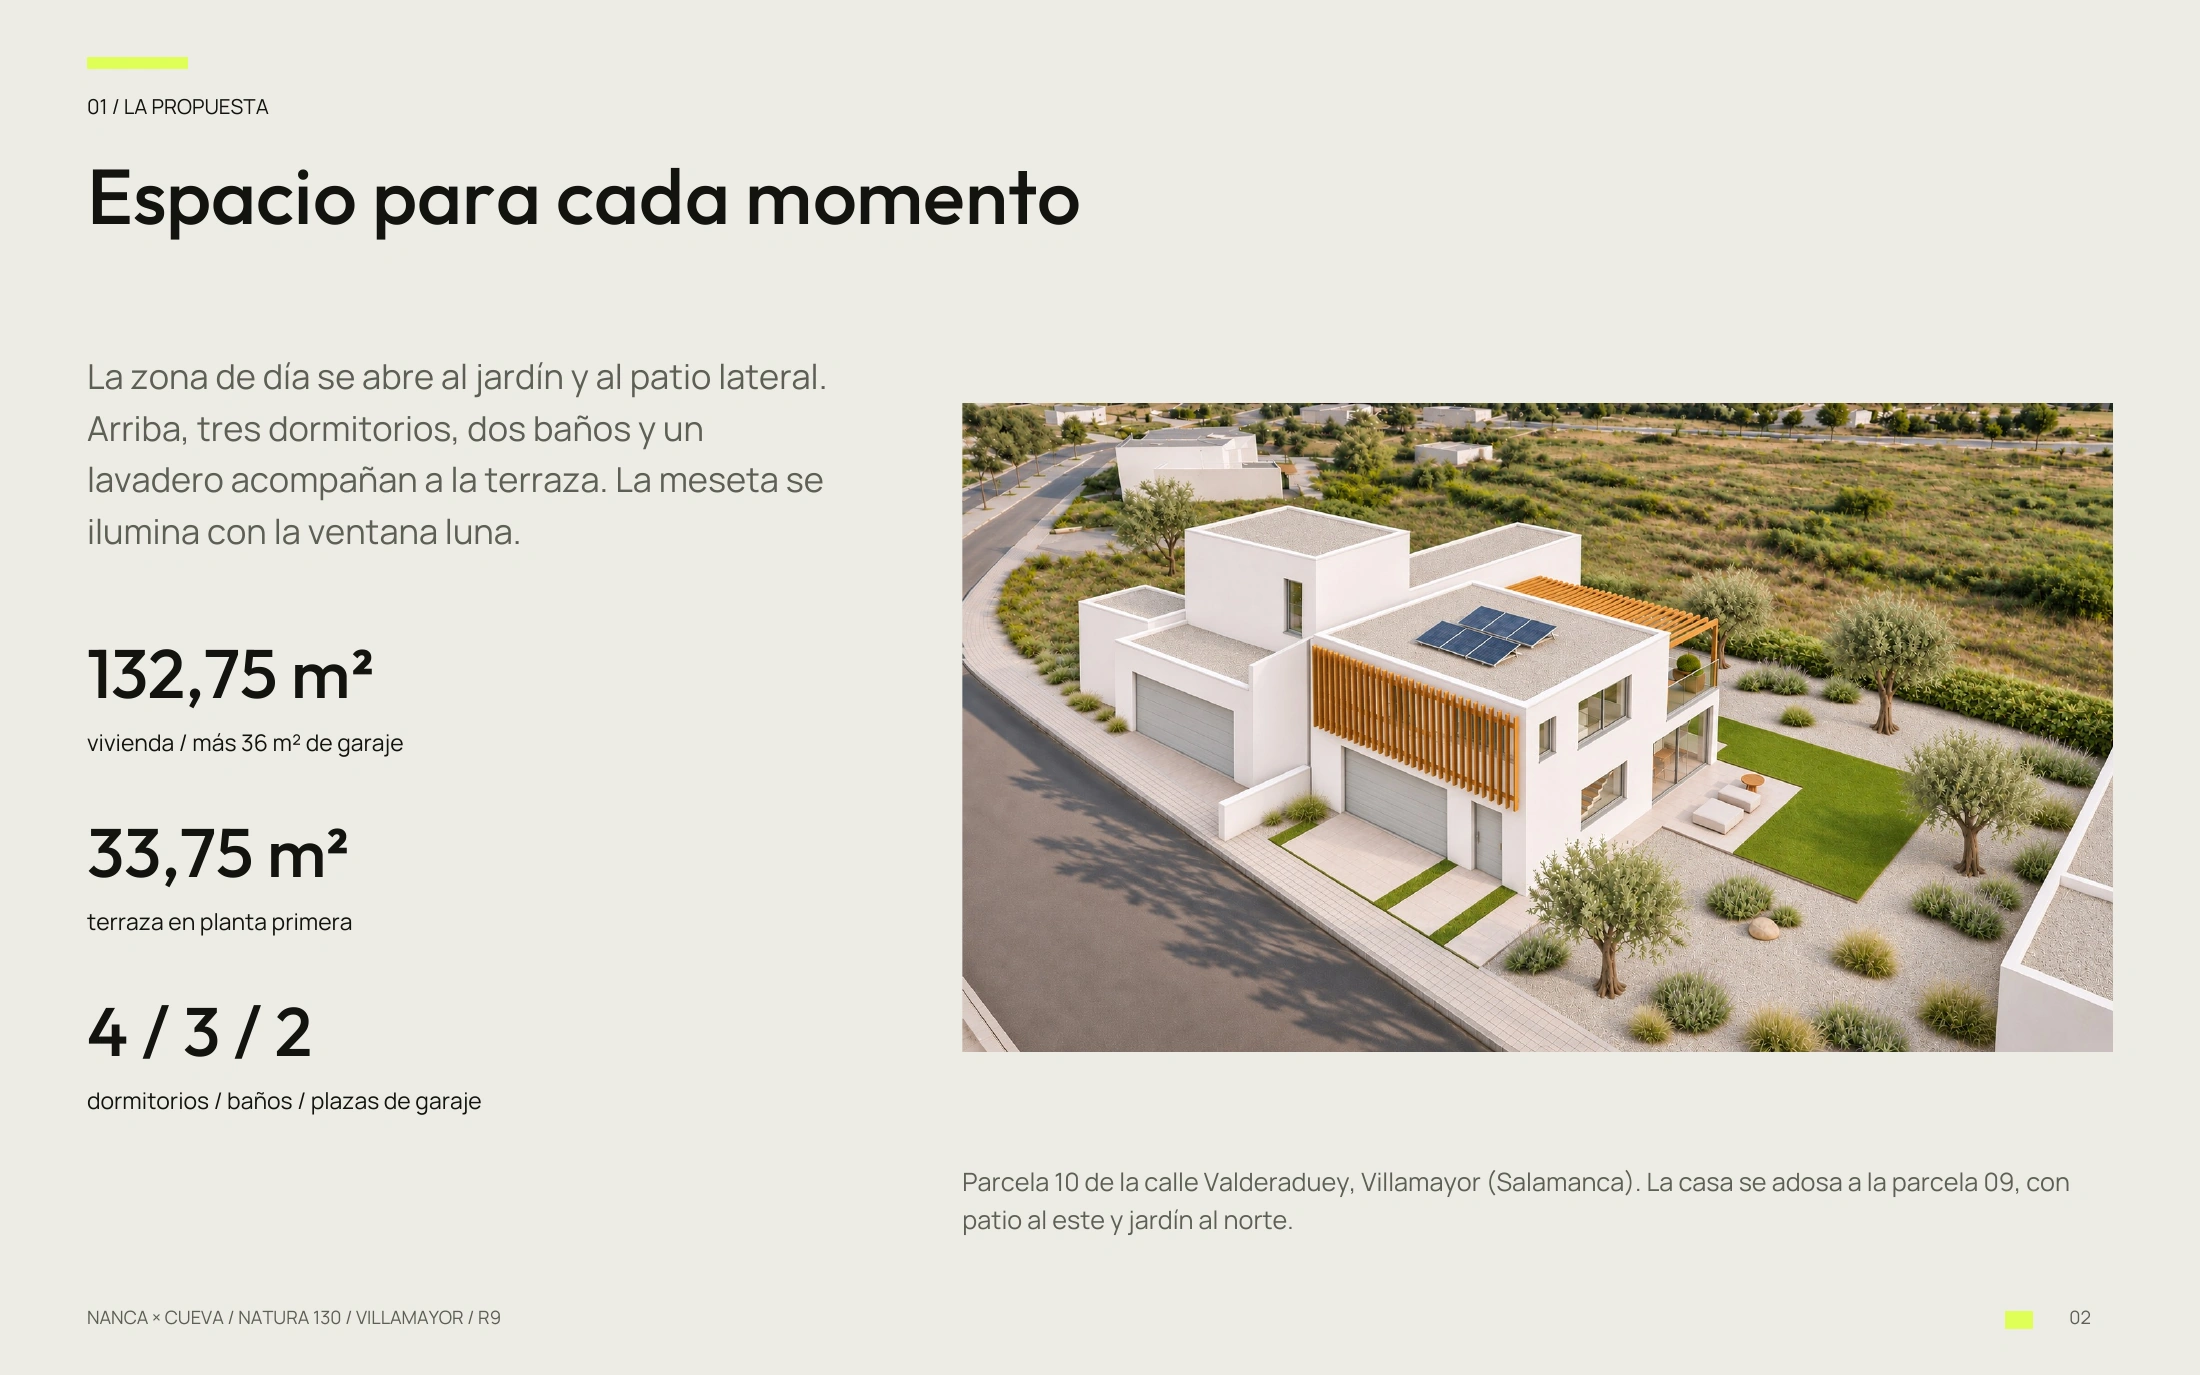 01 / LA PROPUESTA
Espacio para cada momento
La zona de día se abre al jardín y al patio lateral.
Arriba, tres dormitorios, dos baños y un
lavadero acompañan a la terraza. La meseta se
ilumina con la ventana luna.
132,75 m²
vivienda / más 36 m² de garaje
33,75 m²
terraza en planta primera
4 / 3 / 2
dormitorios / baños / plazas de garaje
Parcela 10 de la calle Valderaduey, Villamayor (Salamanca). La casa se adosa a la parcela 09, con
patio al este y jardín al norte.
NANCA × CUEVA / NATURA 130 / VILLAMAYOR / R9
02